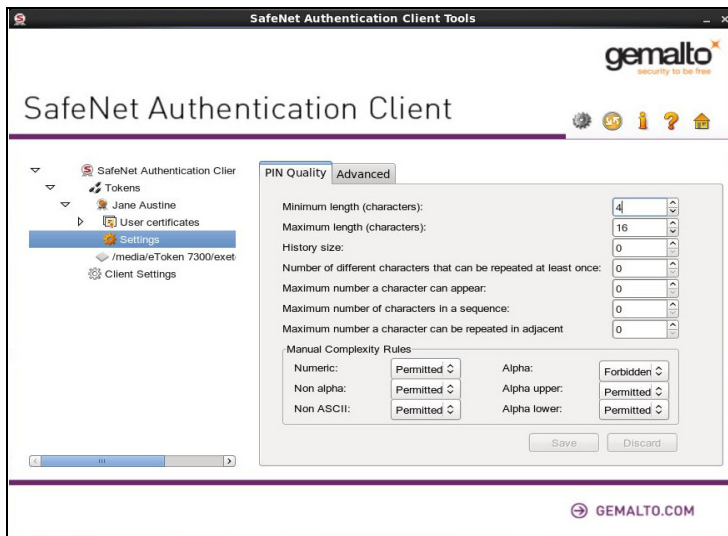 SafeNet Authentication Client Tools
gemalto
security to be free
SafeNet Authentication Client
SafeNet Authentication Clier
Tokens
Jane Austine
User certificates
Settings
/media/eToken 7300/exet
Client Settings
PIN Quality Advanced
Minimum length (characters): 4
Maximum length (characters): 16
History size: 0
Number of different characters that can be repeated at least once: 0
Maximum number a character can appear: 0
Maximum number of characters in a sequence: 0
Maximum number a character can be repeated in adjacent 0
Manual Complexity Rules
Numeric: Permitted Alpha: Forbidden
Non alpha: Permitted Alpha upper: Permitted
Non ASCII: Permitted Alpha lower: Permitted
Save Discard
GEMALTO.COM